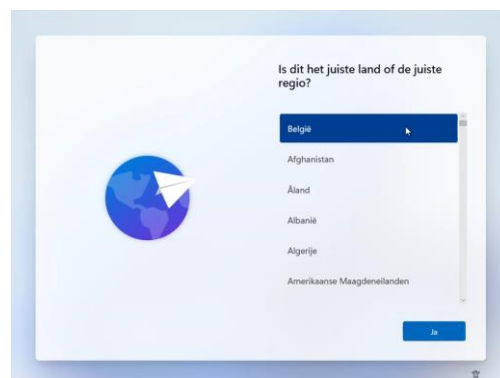 Is dit het juiste land of de juiste
regio?
België
Afghanistan
Åland
Albanië
Algerije
Amerikaanse Maagdeneilanden
Ja